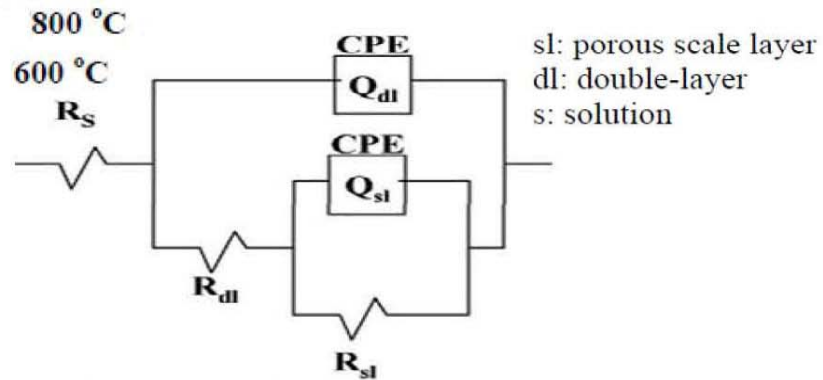 800 °C
600 °C
sl: porous scale layer
dl: double-layer
s: solution
CPE
Qdl
Rs
CPE
Qsl
Rdl
Rsl